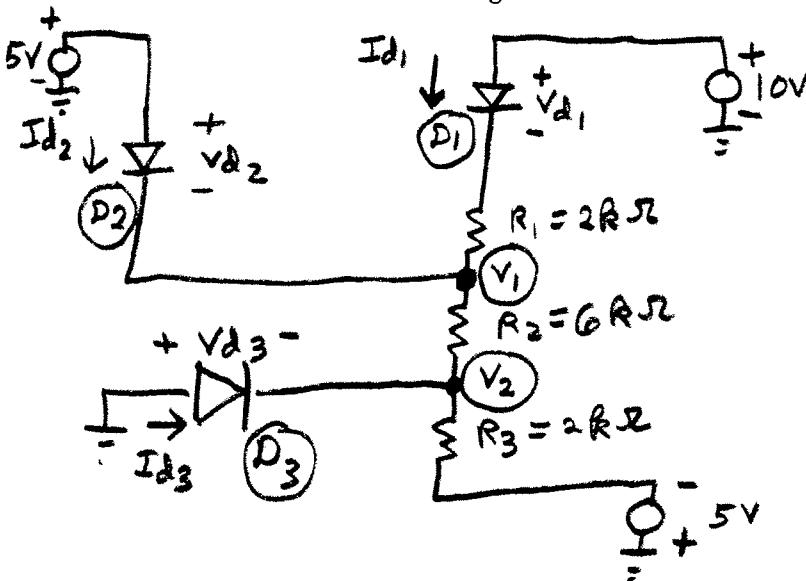 +
5V
-
Id2
+
Vd2
-
D2
Id1
+
Vd1
-
D1
+
10V
-
R1 = 2kΩ
V1
R2 = 6kΩ
+ Vd3 -
V2
Id3
D3
R3 = 2kΩ
-
5V
+